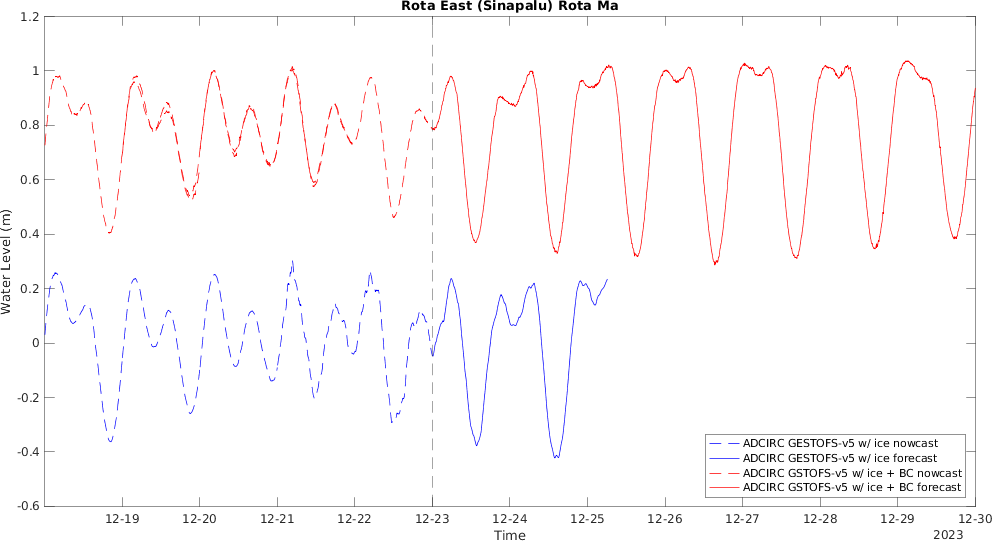 Rota East (Sinapalu) Rota Ma
1.2
1
0.8
0.6
0.4
0.2
0
-0.2
-0.4
-0.6
Water Level (m)
12-19 12-20 12-21 12-22 12-23 12-24 12-25 12-26 12-27 12-28 12-29 12-30
Time
2023
ADCIRC GESTOFS-v5 w/ ice nowcast
ADCIRC GESTOFS-v5 w/ ice forecast
ADCIRC GSTOFS-v5 w/ ice + BC nowcast
ADCIRC GSTOFS-v5 w/ ice + BC forecast